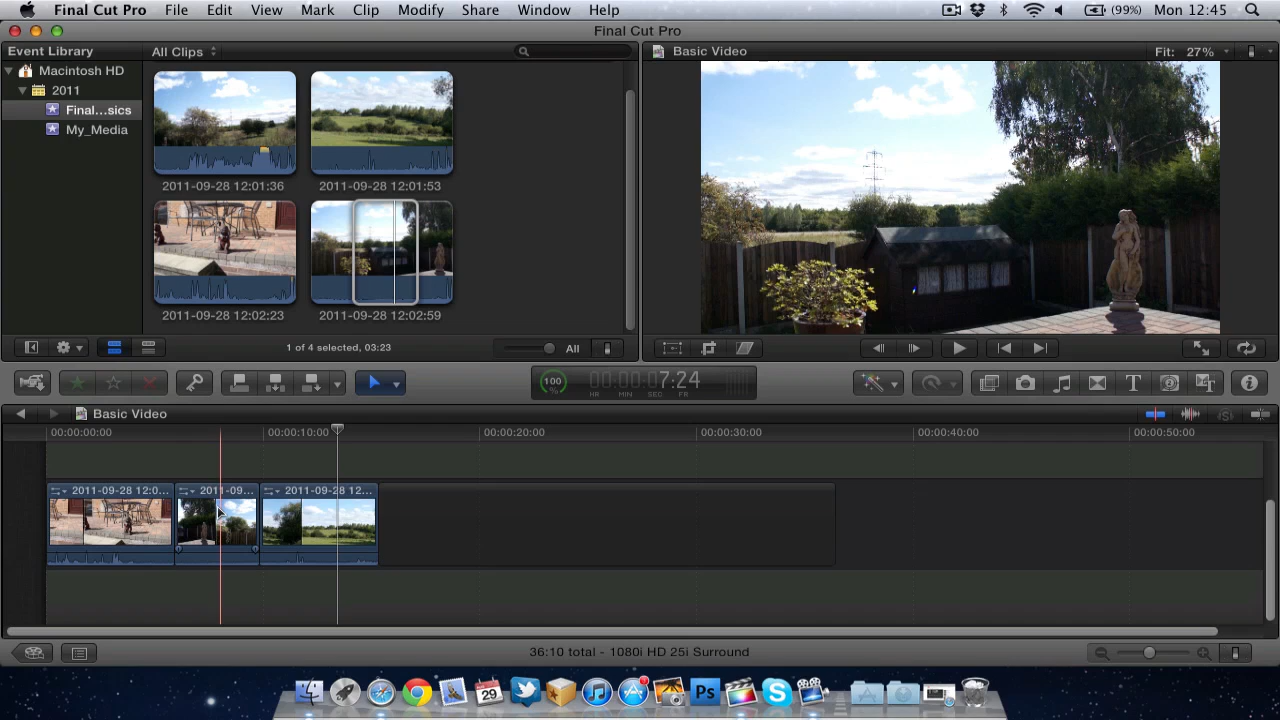 Final Cut Pro File Edit View Mark Clip Modify Share Window Help (99%) Mon 12:45
Final Cut Pro
Event Library All Clips Basic Video Fit: 27%
Macintosh HD
2011
Final...sics
My_Media
2011-09-28 12:01:36 2011-09-28 12:01:53
2011-09-28 12:02:23 2011-09-28 12:02:59
1 of 4 selected, 03:23 All
100 % 00:00:07:24
HR MIN SEC FR
T
Basic Video
00:00:00:00 00:00:10:00 00:00:20:00 00:00:30:00 00:00:40:00 00:00:50:00
2011-09-28 12:0... 2011-09... 2011-09-28 12...
36:10 total - 1080i HD 25i Surround
29 Ps